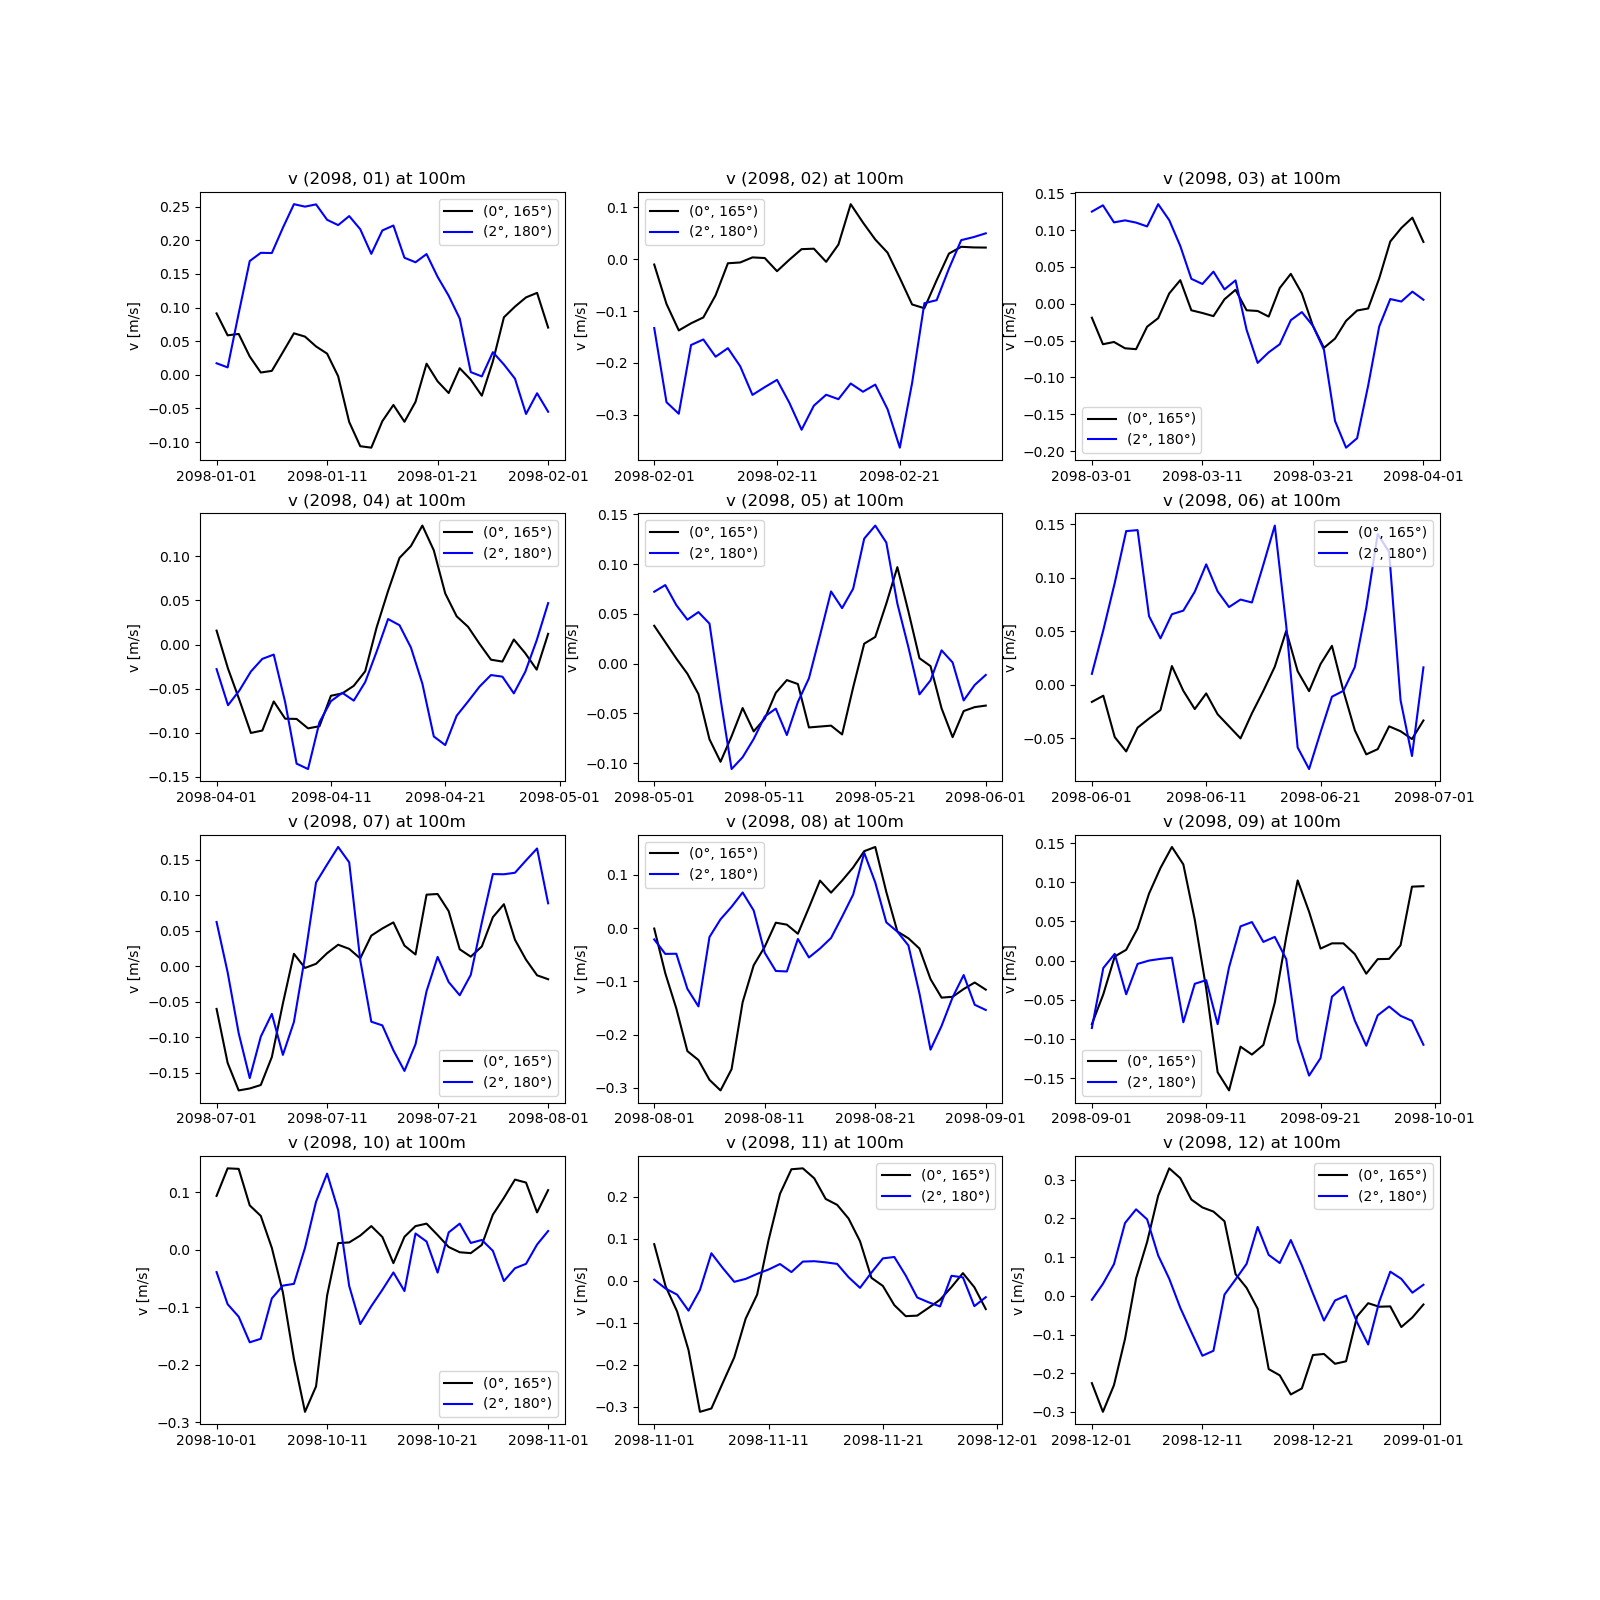 v (2098, 01) at 100m
v (2098, 02) at 100m
v (2098, 03) at 100m
0.25
0.20
0.15
0.10
0.05
0.00
−0.05
−0.10
v [m/s]
(0°, 165°)
(2°, 180°)
2098-01-01 2098-01-11 2098-01-21 2098-02-01
0.1
0.0
−0.1
−0.2
−0.3
v [m/s]
(0°, 165°)
(2°, 180°)
2098-02-01 2098-02-11 2098-02-21
0.15
0.10
0.05
0.00
−0.05
−0.10
−0.15
−0.20
v [m/s]
(0°, 165°)
(2°, 180°)
2098-03-01 2098-03-11 2098-03-21 2098-04-01
v (2098, 04) at 100m
v (2098, 05) at 100m
v (2098, 06) at 100m
0.10
0.05
0.00
−0.05
−0.10
−0.15
v [m/s]
(0°, 165°)
(2°, 180°)
2098-04-01 2098-04-11 2098-04-21 2098-05-01
0.15
0.10
0.05
0.00
−0.05
−0.10
v [m/s]
(0°, 165°)
(2°, 180°)
2098-05-01 2098-05-11 2098-05-21 2098-06-01
0.15
0.10
0.05
0.00
−0.05
v [m/s]
(0°, 165°)
(2°, 180°)
2098-06-01 2098-06-11 2098-06-21 2098-07-01
v (2098, 07) at 100m
v (2098, 08) at 100m
v (2098, 09) at 100m
0.15
0.10
0.05
0.00
−0.05
−0.10
−0.15
v [m/s]
(0°, 165°)
(2°, 180°)
2098-07-01 2098-07-11 2098-07-21 2098-08-01
0.1
0.0
−0.1
−0.2
−0.3
v [m/s]
(0°, 165°)
(2°, 180°)
2098-08-01 2098-08-11 2098-08-21 2098-09-01
0.15
0.10
0.05
0.00
−0.05
−0.10
−0.15
v [m/s]
(0°, 165°)
(2°, 180°)
2098-09-01 2098-09-11 2098-09-21 2098-10-01
v (2098, 10) at 100m
v (2098, 11) at 100m
v (2098, 12) at 100m
0.1
0.0
−0.1
−0.2
−0.3
v [m/s]
(0°, 165°)
(2°, 180°)
2098-10-01 2098-10-11 2098-10-21 2098-11-01
0.2
0.1
0.0
−0.1
−0.2
−0.3
v [m/s]
(0°, 165°)
(2°, 180°)
2098-11-01 2098-11-11 2098-11-21 2098-12-01
0.3
0.2
0.1
0.0
−0.1
−0.2
−0.3
v [m/s]
(0°, 165°)
(2°, 180°)
2098-12-01 2098-12-11 2098-12-21 2099-01-01